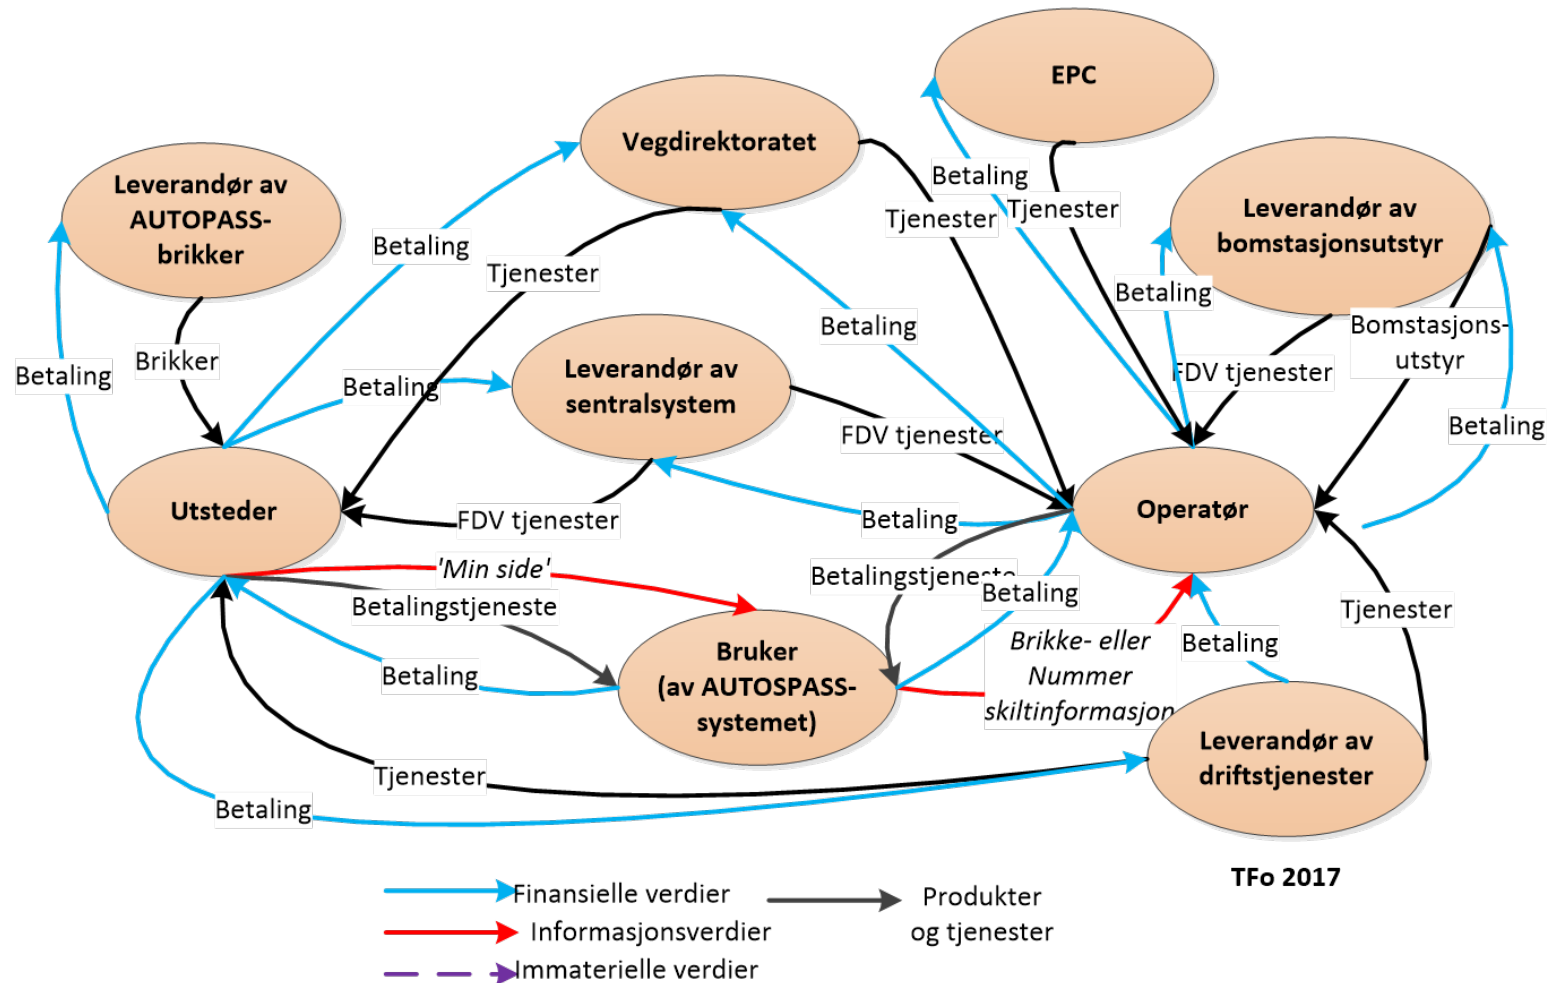 EPC
Vegdirektoratet
Leverandør av
AUTOPASS-
brikker
Leverandør av
bomstasjonsutstyr
Betaling
Tjenester
Tjenester
Betaling
Tjenester
Betaling
Betaling
Bomstasjons-
utstyr
Brikker
Betaling
Betaling
Leverandør av
sentralsystem
FDV tjenester
FDV tjenester
Betaling
Utsteder
FDV tjenester
Betaling
Operatør
'Min side'
Betalingstjeneste
Betalingstjeneste
Betaling
Tjenester
Bruker
(av AUTOSPASS-
systemet)
Betaling
Brikke- eller
Nummer
skiltinformasjon
Betaling
Leverandør av
driftstjenester
Tjenester
Betaling
TFo 2017
Finansielle verdier
Produkter
og tjenester
Informasjonsverdier
Immaterielle verdier